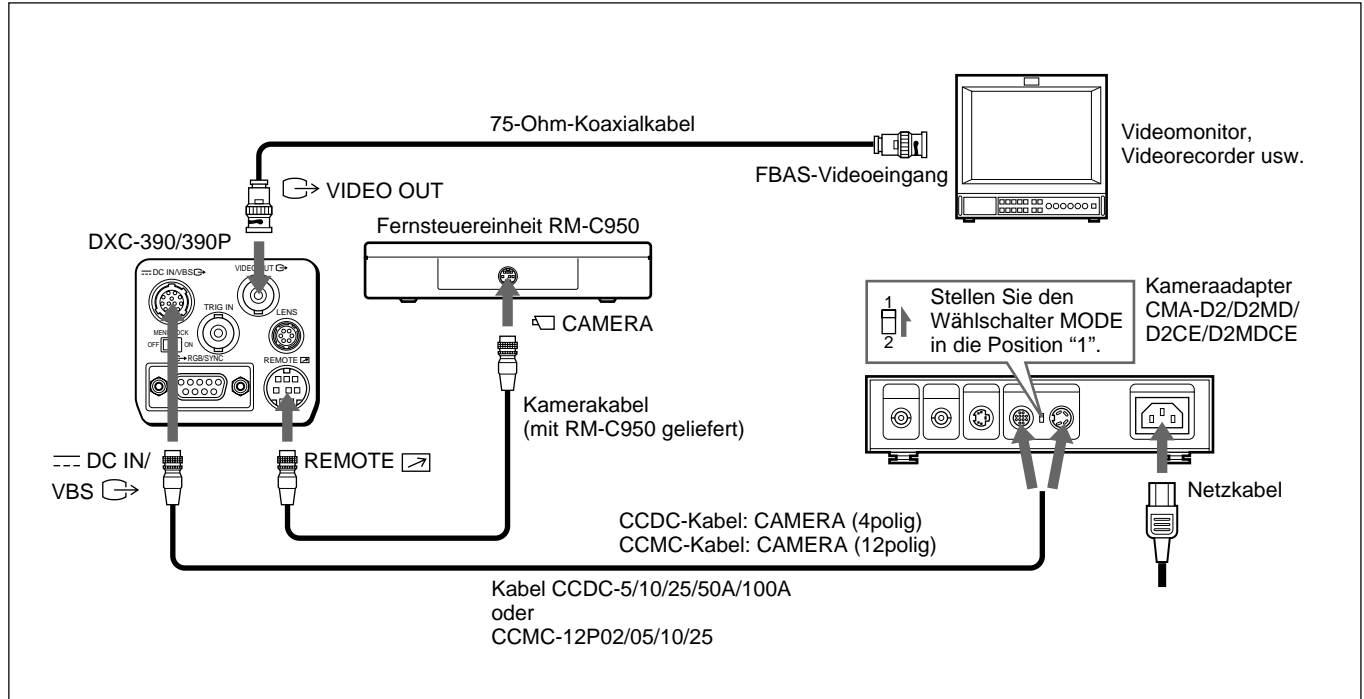 75-Ohm-Koaxialkabel
Videomonitor,
Videorecorder usw.
FBAS-Videoeingang
VIDEO OUT
Fernsteuereinheit RM-C950
DXC-390/390P
DC IN/VBS
VIDEO OUT
TRIG IN
LENS
MENU LOCK
OFF ON
RGB/SYNC
REMOTE
CAMERA
1
2
Stellen Sie den
Wählschalter MODE
in die Position “1”.
Kameraadapter
CMA-D2/D2MD/
D2CE/D2MDCE
Kamerakabel
(mit RM-C950 geliefert)
DC IN/
VBS
REMOTE
Netzkabel
CCDC-Kabel: CAMERA (4polig)
CCMC-Kabel: CAMERA (12polig)
Kabel CCDC-5/10/25/50A/100A
oder
CCMC-12P02/05/10/25